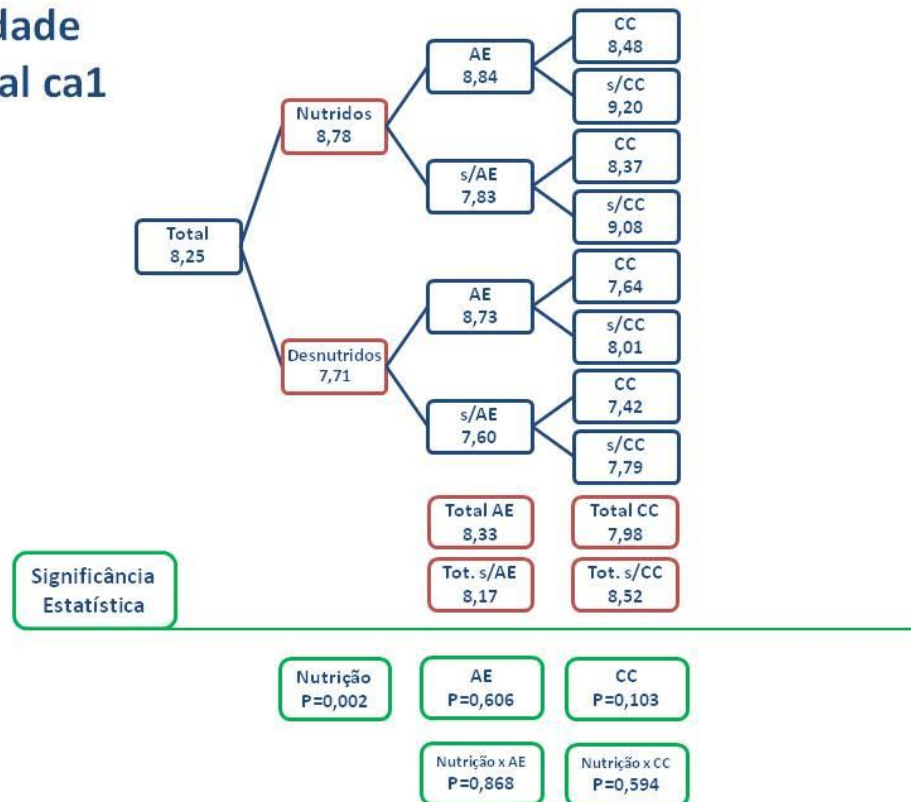 dade
al ca1
Total
8,25
Nutridos
8,78
Desnutridos
7,71
AE
8,84
s/AE
7,83
AE
8,73
s/AE
7,60
CC
8,48
s/CC
9,20
CC
8,37
s/CC
9,08
CC
7,64
s/CC
8,01
CC
7,42
s/CC
7,79
Total AE
8,33
Total CC
7,98
Tot. s/AE
8,17
Tot. s/CC
8,52
Significância
Estatística
Nutrição
P=0,002
AE
P=0,606
CC
P=0,103
Nutrição x AE
P=0,868
Nutrição x CC
P=0,594